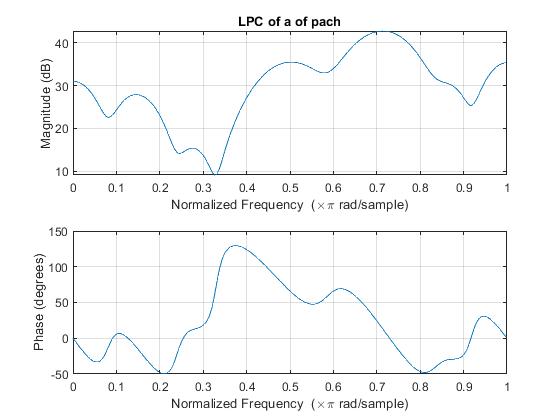 LPC of a of pach
Magnitude (dB)
40
30
20
10
0 0.1 0.2 0.3 0.4 0.5 0.6 0.7 0.8 0.9 1
Normalized Frequency (×π rad/sample)
Phase (degrees)
150
100
50
0
-50
0 0.1 0.2 0.3 0.4 0.5 0.6 0.7 0.8 0.9 1
Normalized Frequency (×π rad/sample)